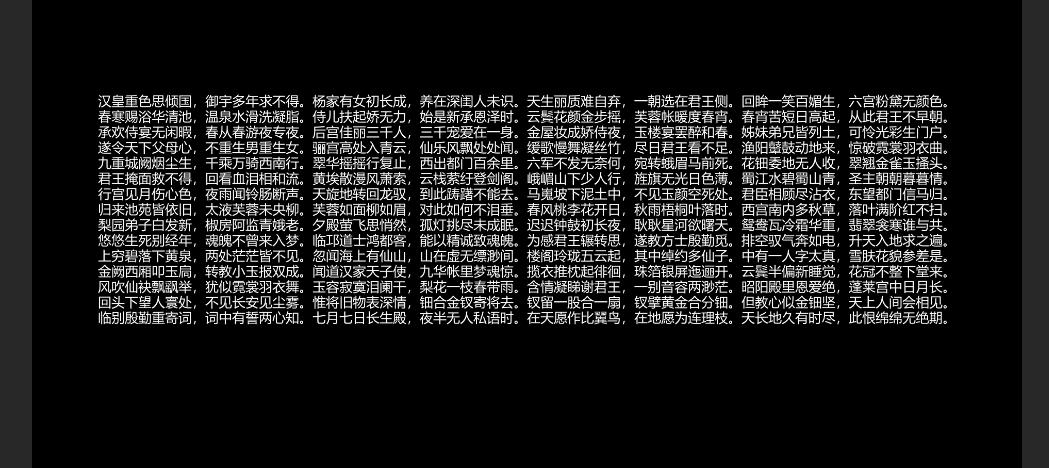 汉皇重色思倾国，御宇多年求不得。杨家有女初长成，养在深闺人未识。天生丽质难自弃，一朝选在君王侧。回眸一笑百媚生，六宫粉黛无颜色。
春寒赐浴华清池，温泉水滑洗凝脂。侍儿扶起娇无力，始是新承恩泽时。云鬓花颜金步摇，芙蓉帐暖度春宵。春宵苦短日高起，从此君王不早朝。
承欢侍宴无闲暇，春从春游夜专夜。后宫佳丽三千人，三千宠爱在一身。金屋妆成娇侍夜，玉楼宴罢醉和春。姊妹弟兄皆列土，可怜光彩生门户。
遂令天下父母心，不重生男重生女。骊宫高处入青云，仙乐风飘处处闻。缓歌慢舞凝丝竹，尽日君王看不足。渔阳鼙鼓动地来，惊破霓裳羽衣曲。
九重城阙烟尘生，千乘万骑西南行。翠华摇摇行复止，西出都门百余里。六军不发无奈何，宛转蛾眉马前死。花钿委地无人收，翠翘金雀玉搔头。
君王掩面救不得，回看血泪相和流。黄埃散漫风萧索，云栈萦纡登剑阁。峨嵋山下少人行，旌旗无光日色薄。蜀江水碧蜀山青，圣主朝朝暮暮情。
行宫见月伤心色，夜雨闻铃肠断声。天旋地转回龙驭，到此踌躇不能去。马嵬坡下泥土中，不见玉颜空死处。君臣相顾尽沾衣，东望都门信马归。
归来池苑皆依旧，太液芙蓉未央柳。芙蓉如面柳如眉，对此如何不泪垂。春风桃李花开日，秋雨梧桐叶落时。西宫南内多秋草，落叶满阶红不扫。
梨园弟子白发新，椒房阿监青娥老。夕殿萤飞思悄然，孤灯挑尽未成眠。迟迟钟鼓初长夜，耿耿星河欲曙天。鸳鸯瓦冷霜华重，翡翠衾寒谁与共。
悠悠生死别经年，魂魄不曾来入梦。临邛道士鸿都客，能以精诚致魂魄。为感君王辗转思，遂教方士殷勤觅。排空驭气奔如电，升天入地求之遍。
上穷碧落下黄泉，两处茫茫皆不见。忽闻海上有仙山，山在虚无缥渺间。楼阁玲珑五云起，其中绰约多仙子。中有一人字太真，雪肤花貌参差是。
金阙西厢叩玉扃，转教小玉报双成。闻道汉家天子使，九华帐里梦魂惊。揽衣推枕起徘徊，珠箔银屏迤逦开。云鬓半偏新睡觉，花冠不整下堂来。
风吹仙袂飘飖举，犹似霓裳羽衣舞。玉容寂寞泪阑干，梨花一枝春带雨。含情凝睇谢君王，一别音容两渺茫。昭阳殿里恩爱绝，蓬莱宫中日月长。
回头下望人寰处，不见长安见尘雾。惟将旧物表深情，钿合金钗寄将去。钗留一股合一扇，钗擘黄金合分钿。但教心似金钿坚，天上人间会相见。
临别殷勤重寄词，词中有誓两心知。七月七日长生殿，夜半无人私语时。在天愿作比翼鸟，在地愿为连理枝。天长地久有时尽，此恨绵绵无绝期。